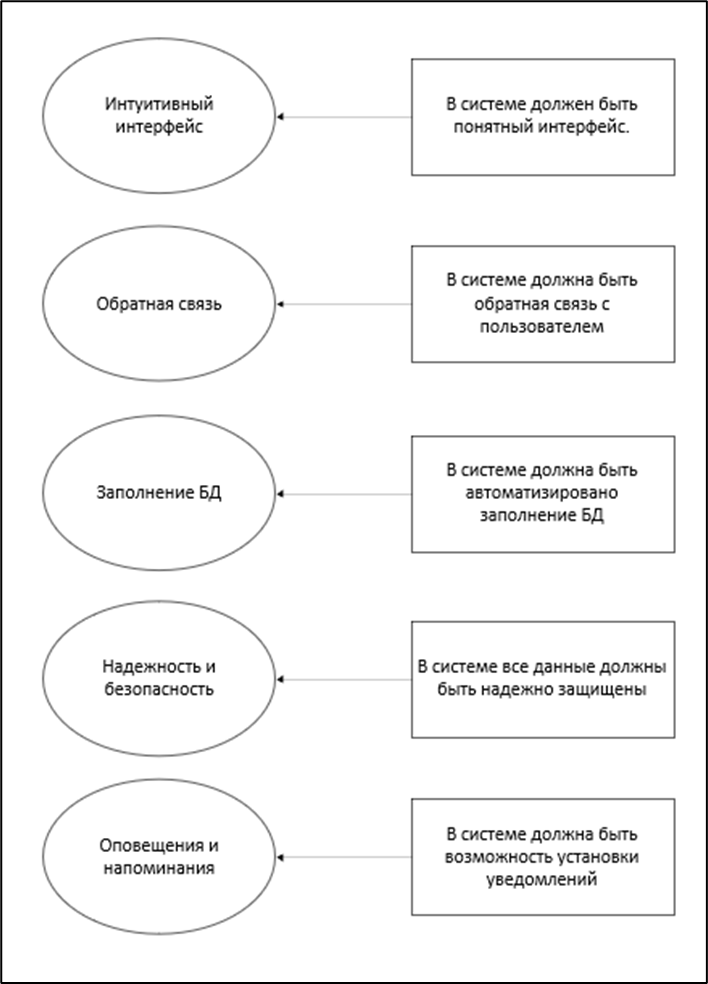 Интуитивный
интерфейс
В системе должен быть
понятный интерфейс.
Обратная связь
В системе должна быть
обратная связь с
пользователем
Заполнение БД
В системе должна быть
автоматизировано
заполнение БД
Надежность и
безопасность
В системе все данные должны
быть надежно защищены
Оповещения и
напоминания
В системе должна быть
возможность установки
уведомлений